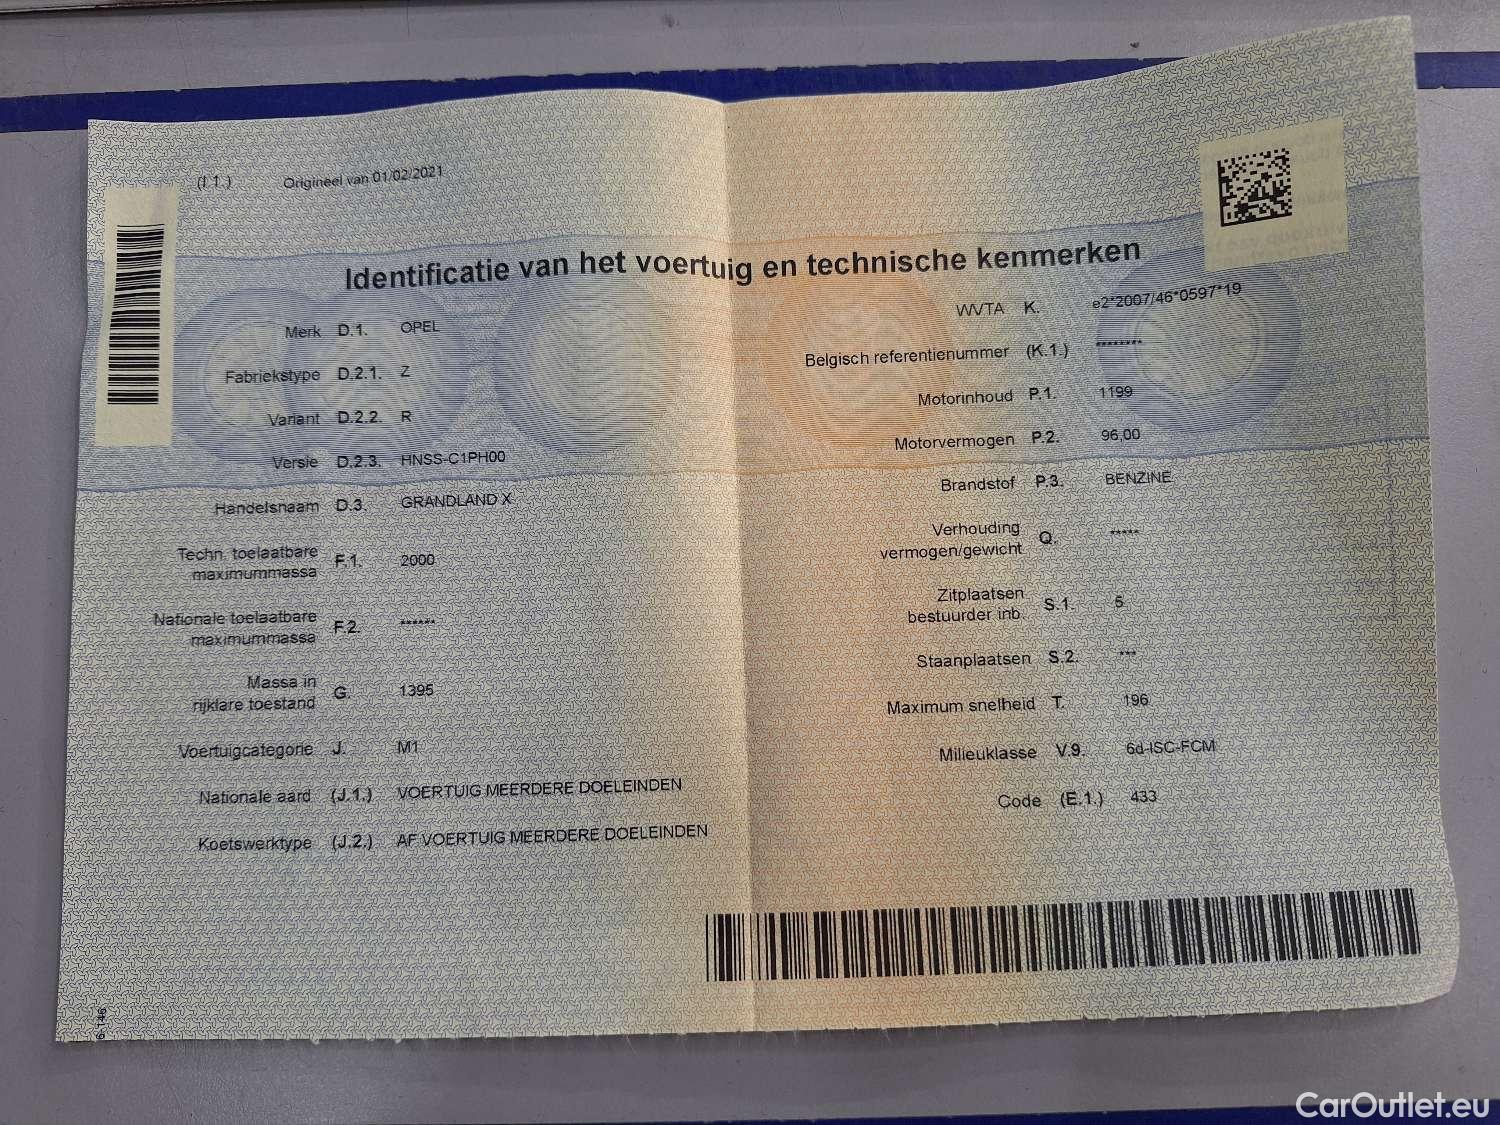 (I.1.) Origineel van 01/02/2021
Identificatie van het voertuig en technische kenmerken
Merk D.1. OPEL
Fabriekstype D.2.1. Z
Variant D.2.2. R
Versie D.2.3. HNSS-C1PH00
Handelsnaam D.3. GRANDLAND X
Techn. toelaatbare
maximummassa F.1. 2000
Nationale toelaatbare
maximummassa F.2. ******
Massa in
rijklare toestand G. 1395
Voertuigcategorie J. M1
Nationale aard (J.1.) VOERTUIG MEERDERE DOELEINDEN
Koetswerktype (J.2.) AF VOERTUIG MEERDERE DOELEINDEN
WVTA K. e2*2007/46*0597*19
Belgisch referentienummer (K.1.) ********
Motorinhoud P.1. 1199
Motorvermogen P.2. 96,00
Brandstof P.3. BENZINE
Verhouding
vermogen/gewicht Q. *****
Zitplaatsen
bestuurder inb. S.1. 5
Staanplaatsen S.2. ***
Maximum snelheid T. 196
Milieuklasse V.9. 6d-ISC-FCM
Code (E.1.) 433
CarOutlet.eu